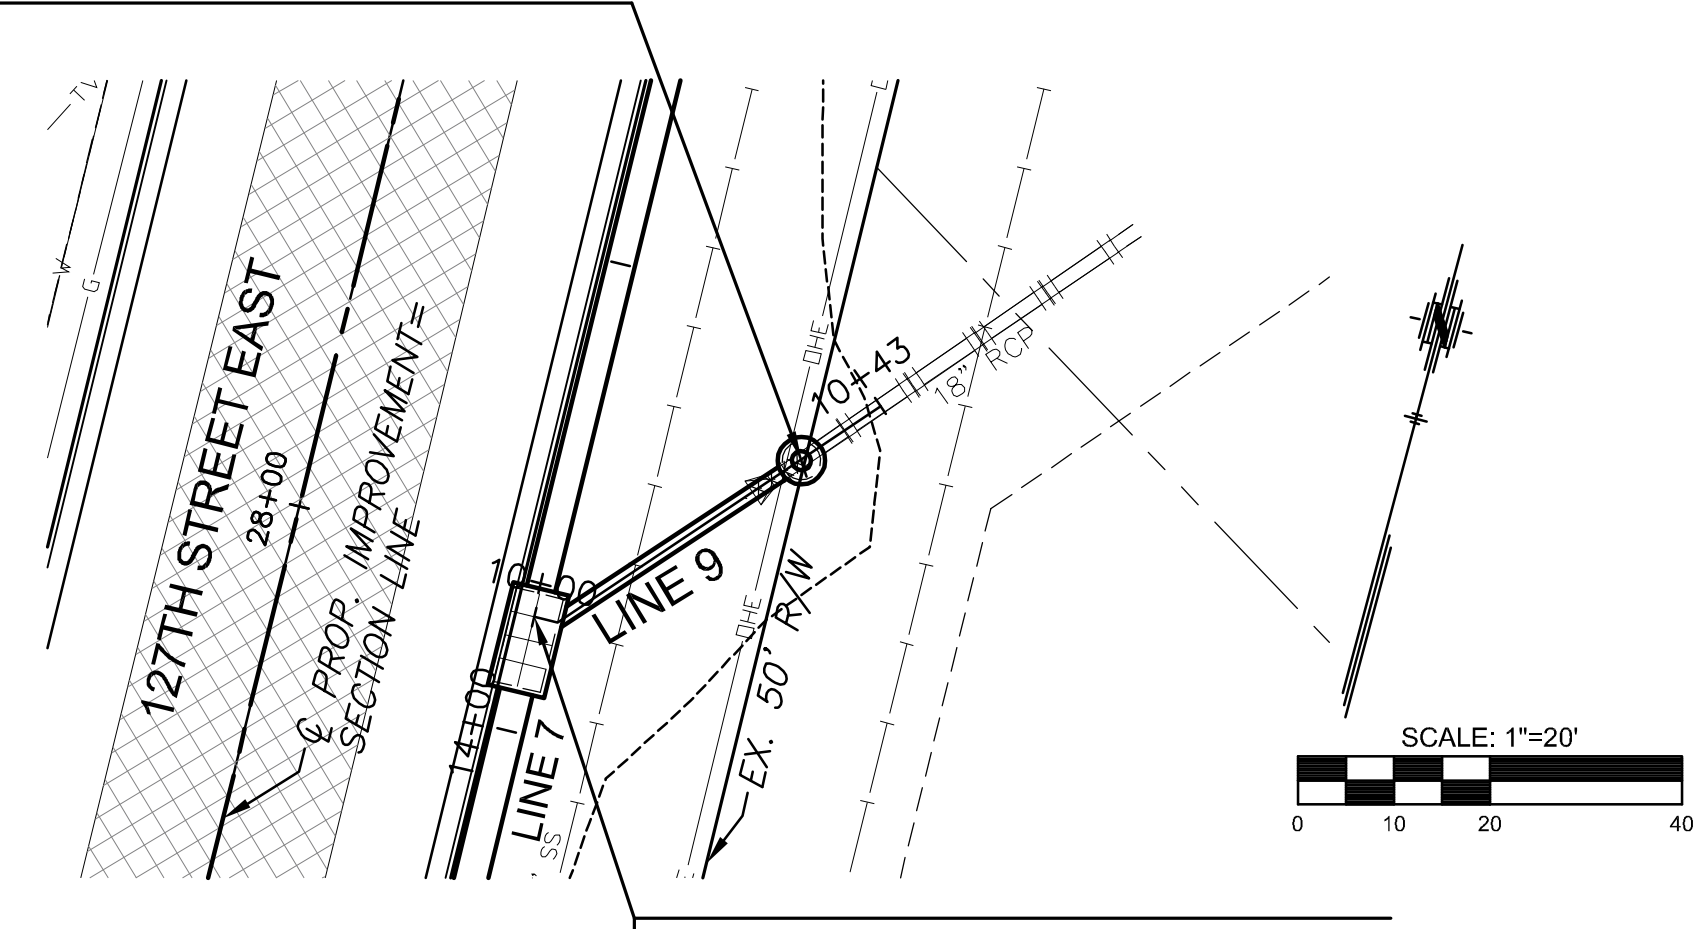 TV
W
G
127TH STREET EAST
28+00
℄ PROP. IMPROVEMENT=
SECTION LINE
10+00
14+00
LINE 7
SS
LINE 9
OHE
OHE
10+43
18" RCP
EX. 50' R/W
SCALE: 1"=20'
0 10 20 40